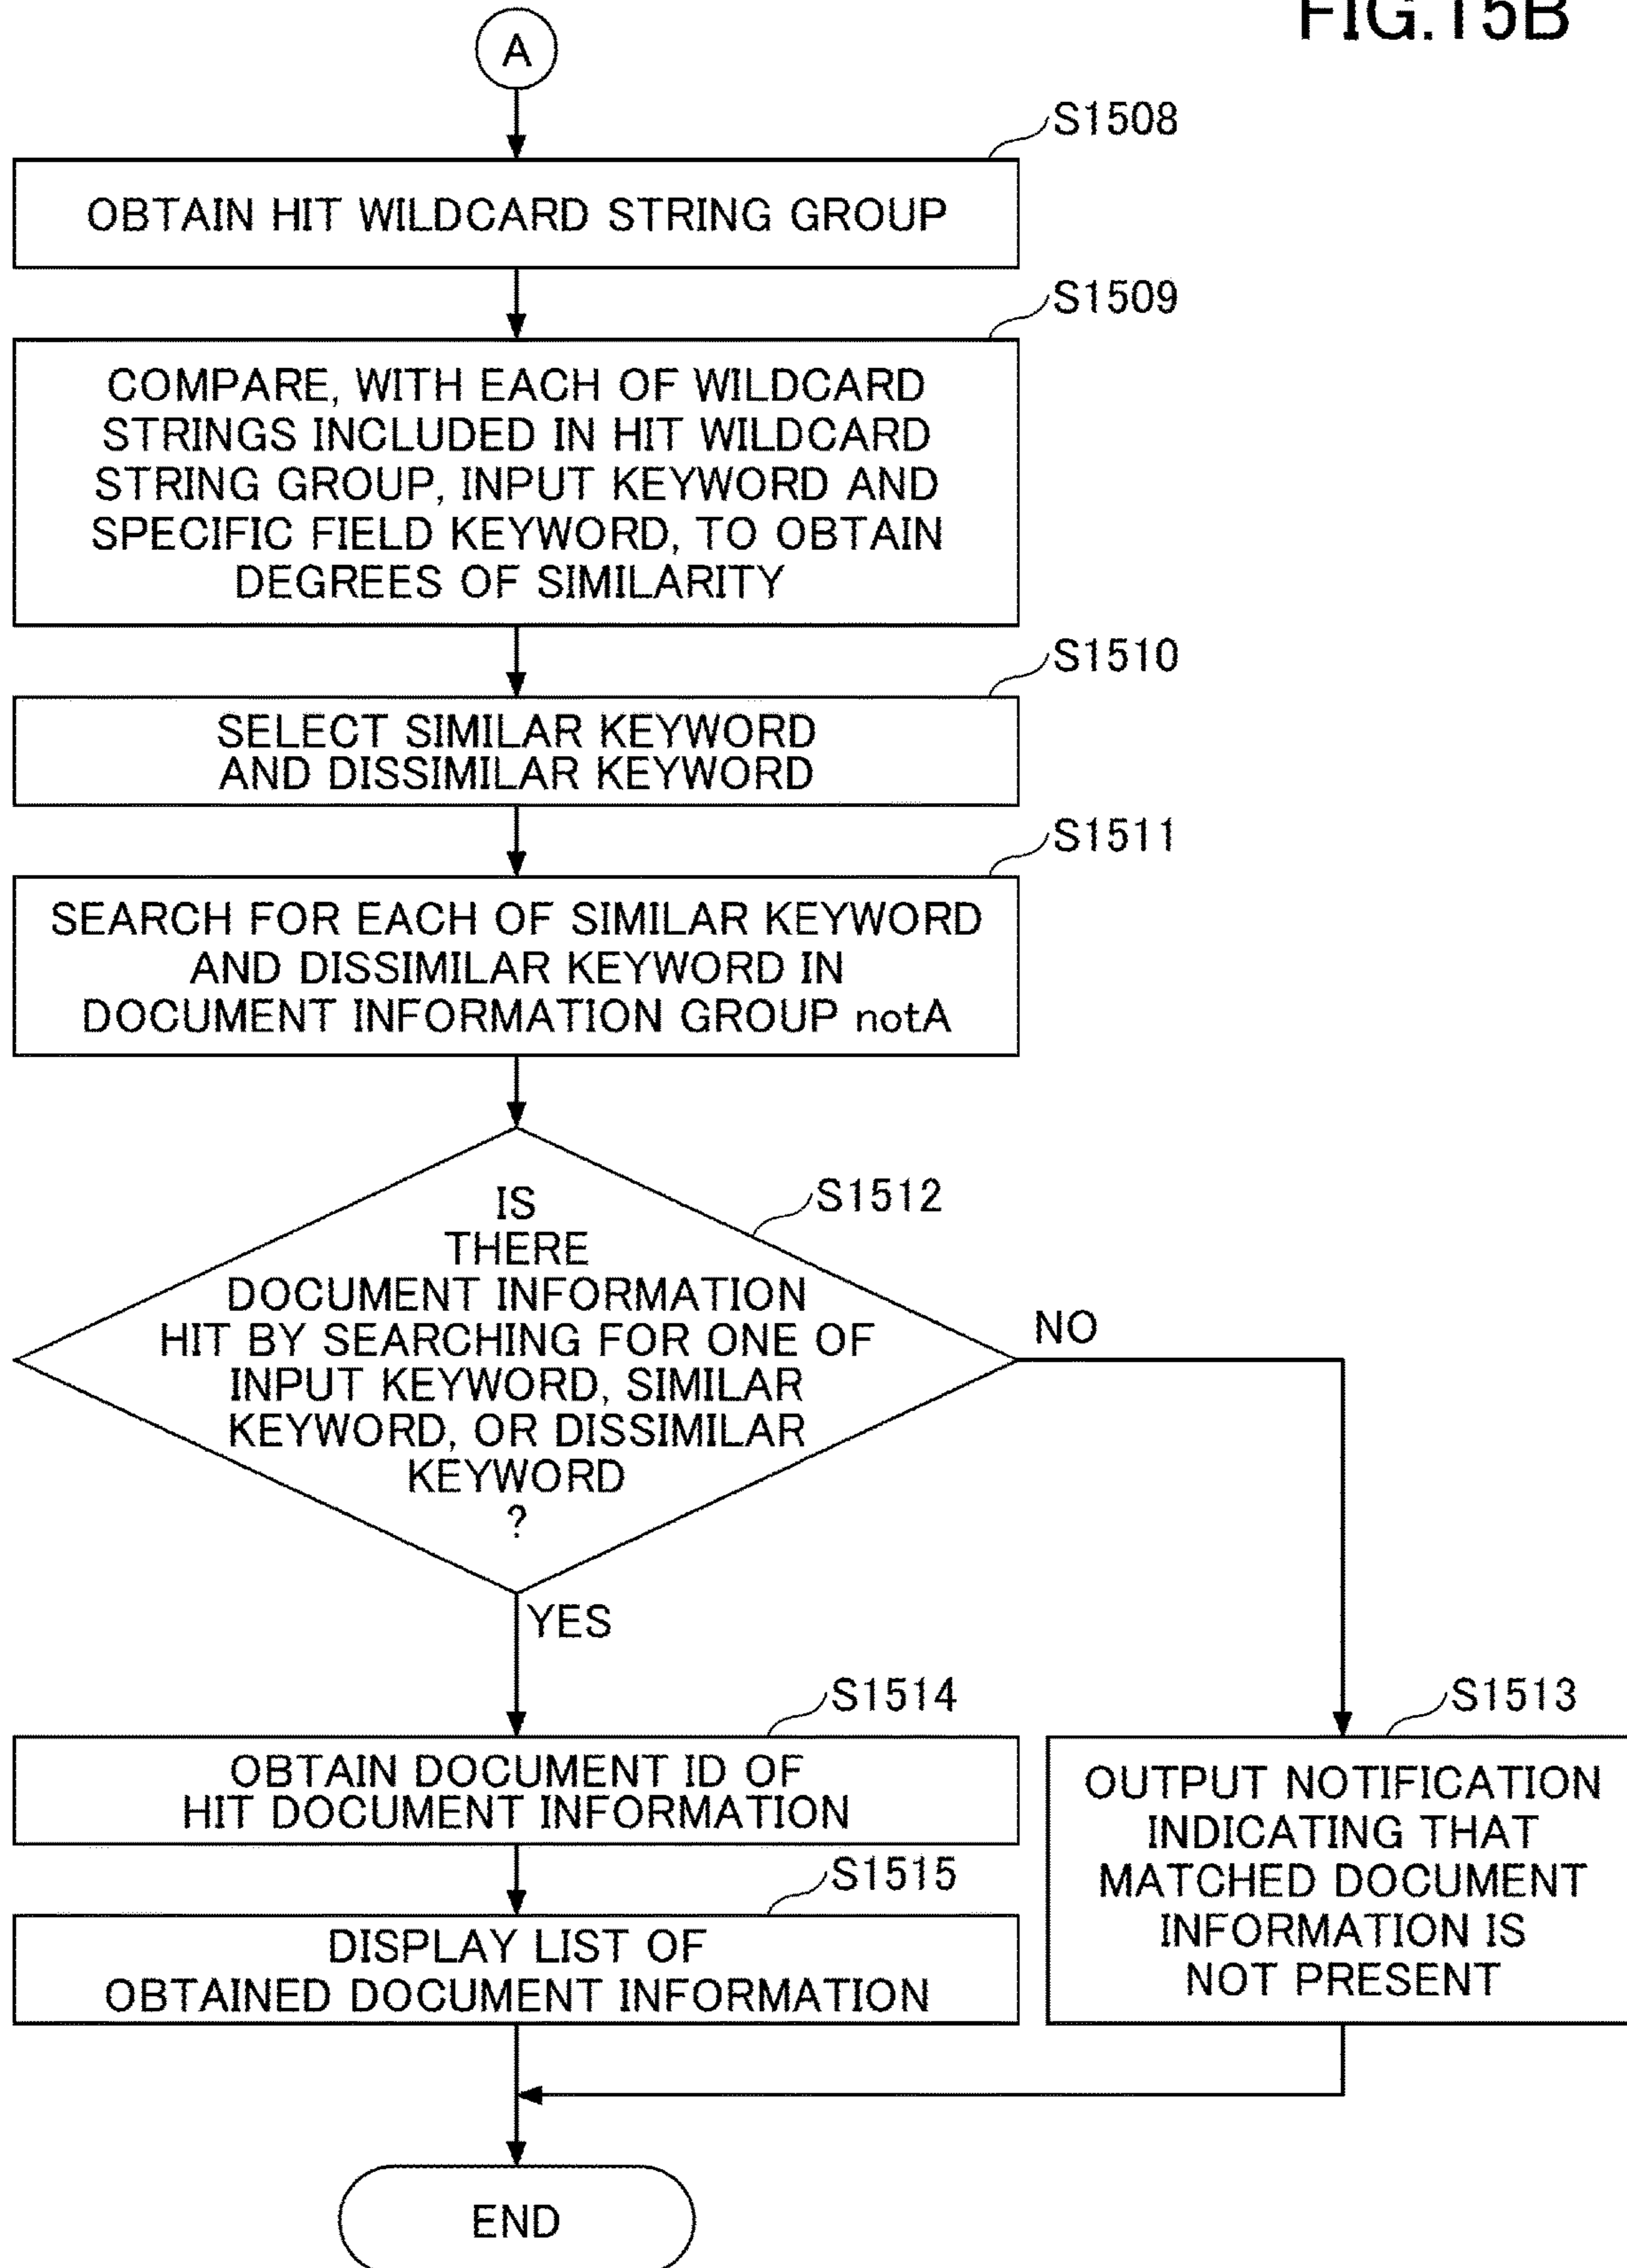 FIG.15B
A
S1508
OBTAIN HIT WILDCARD STRING GROUP
S1509
COMPARE, WITH EACH OF WILDCARD
STRINGS INCLUDED IN HIT WILDCARD
STRING GROUP, INPUT KEYWORD AND
SPECIFIC FIELD KEYWORD, TO OBTAIN
DEGREES OF SIMILARITY
S1510
SELECT SIMILAR KEYWORD
AND DISSIMILAR KEYWORD
S1511
SEARCH FOR EACH OF SIMILAR KEYWORD
AND DISSIMILAR KEYWORD IN
DOCUMENT INFORMATION GROUP notA
S1512
IS
THERE
DOCUMENT INFORMATION
HIT BY SEARCHING FOR ONE OF
INPUT KEYWORD, SIMILAR
KEYWORD, OR DISSIMILAR
KEYWORD
?
NO
YES
S1514
OBTAIN DOCUMENT ID OF
HIT DOCUMENT INFORMATION
S1513
OUTPUT NOTIFICATION
INDICATING THAT
MATCHED DOCUMENT
INFORMATION IS
NOT PRESENT
S1515
DISPLAY LIST OF
OBTAINED DOCUMENT INFORMATION
END